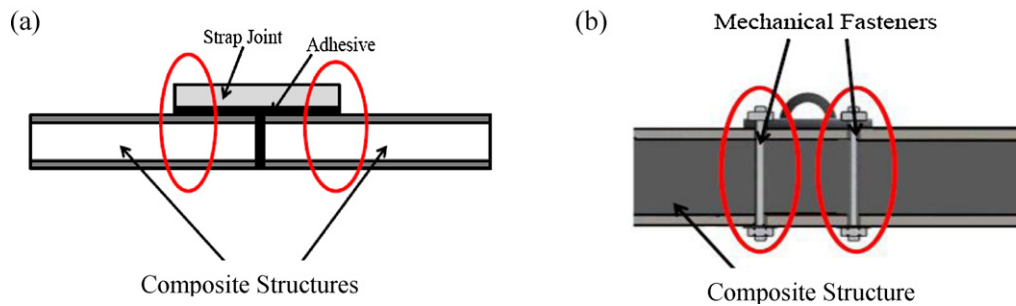 (a)
Strap Joint
Adhesive
Composite Structures
(b)
Mechanical Fasteners
Composite Structure